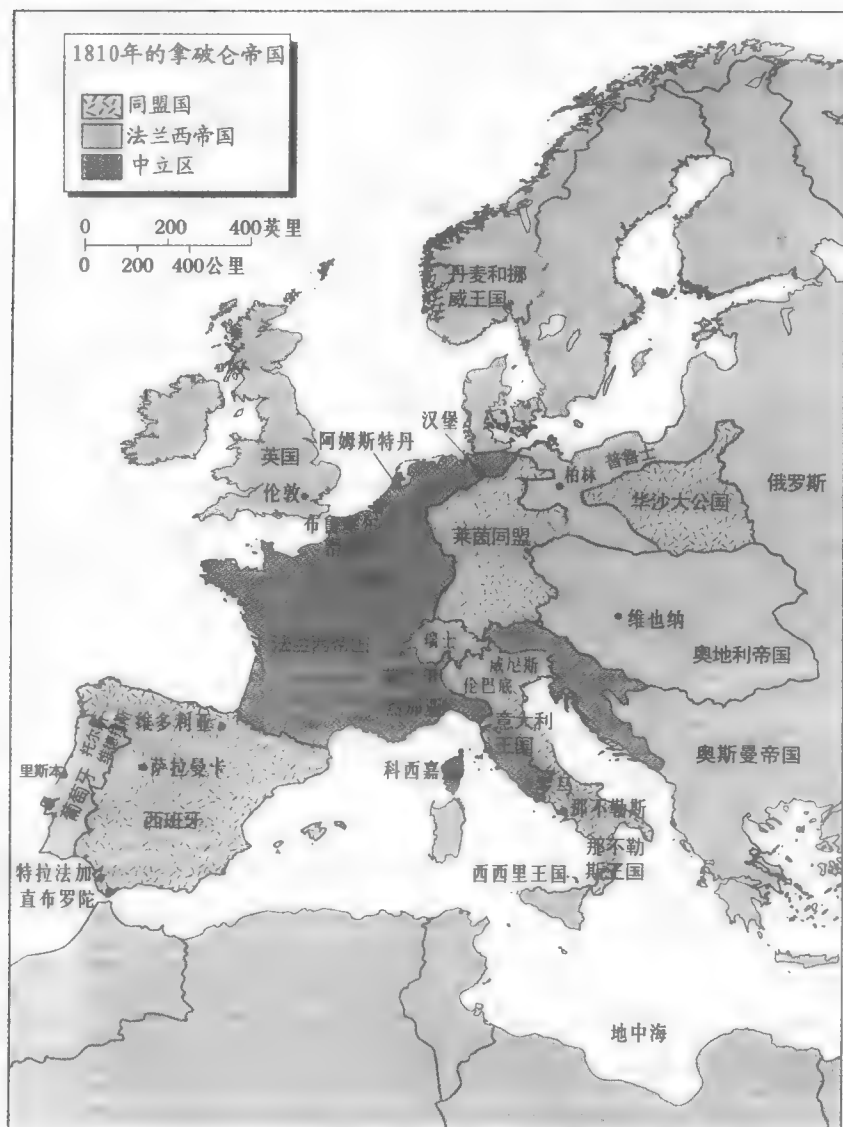 1810年的拿破仑帝国
同盟国
法兰西帝国
中立区
0 200 400英里
0 200 400公里
丹麦和挪
威王国
汉堡
阿姆斯特丹
英国
伦敦
柏林
普鲁士
华沙大公国
俄罗斯
莱茵同盟
维也纳
奥地利帝国
法兰西帝国
瑞士
威尼斯
伦巴底
意大利
王国
奥斯曼帝国
维多利亚
里斯本
萨拉曼卡
葡萄牙
西班牙
科西嘉
那不勒斯
那不勒
斯王国
西西里王国
特拉法加
直布罗陀
地中海